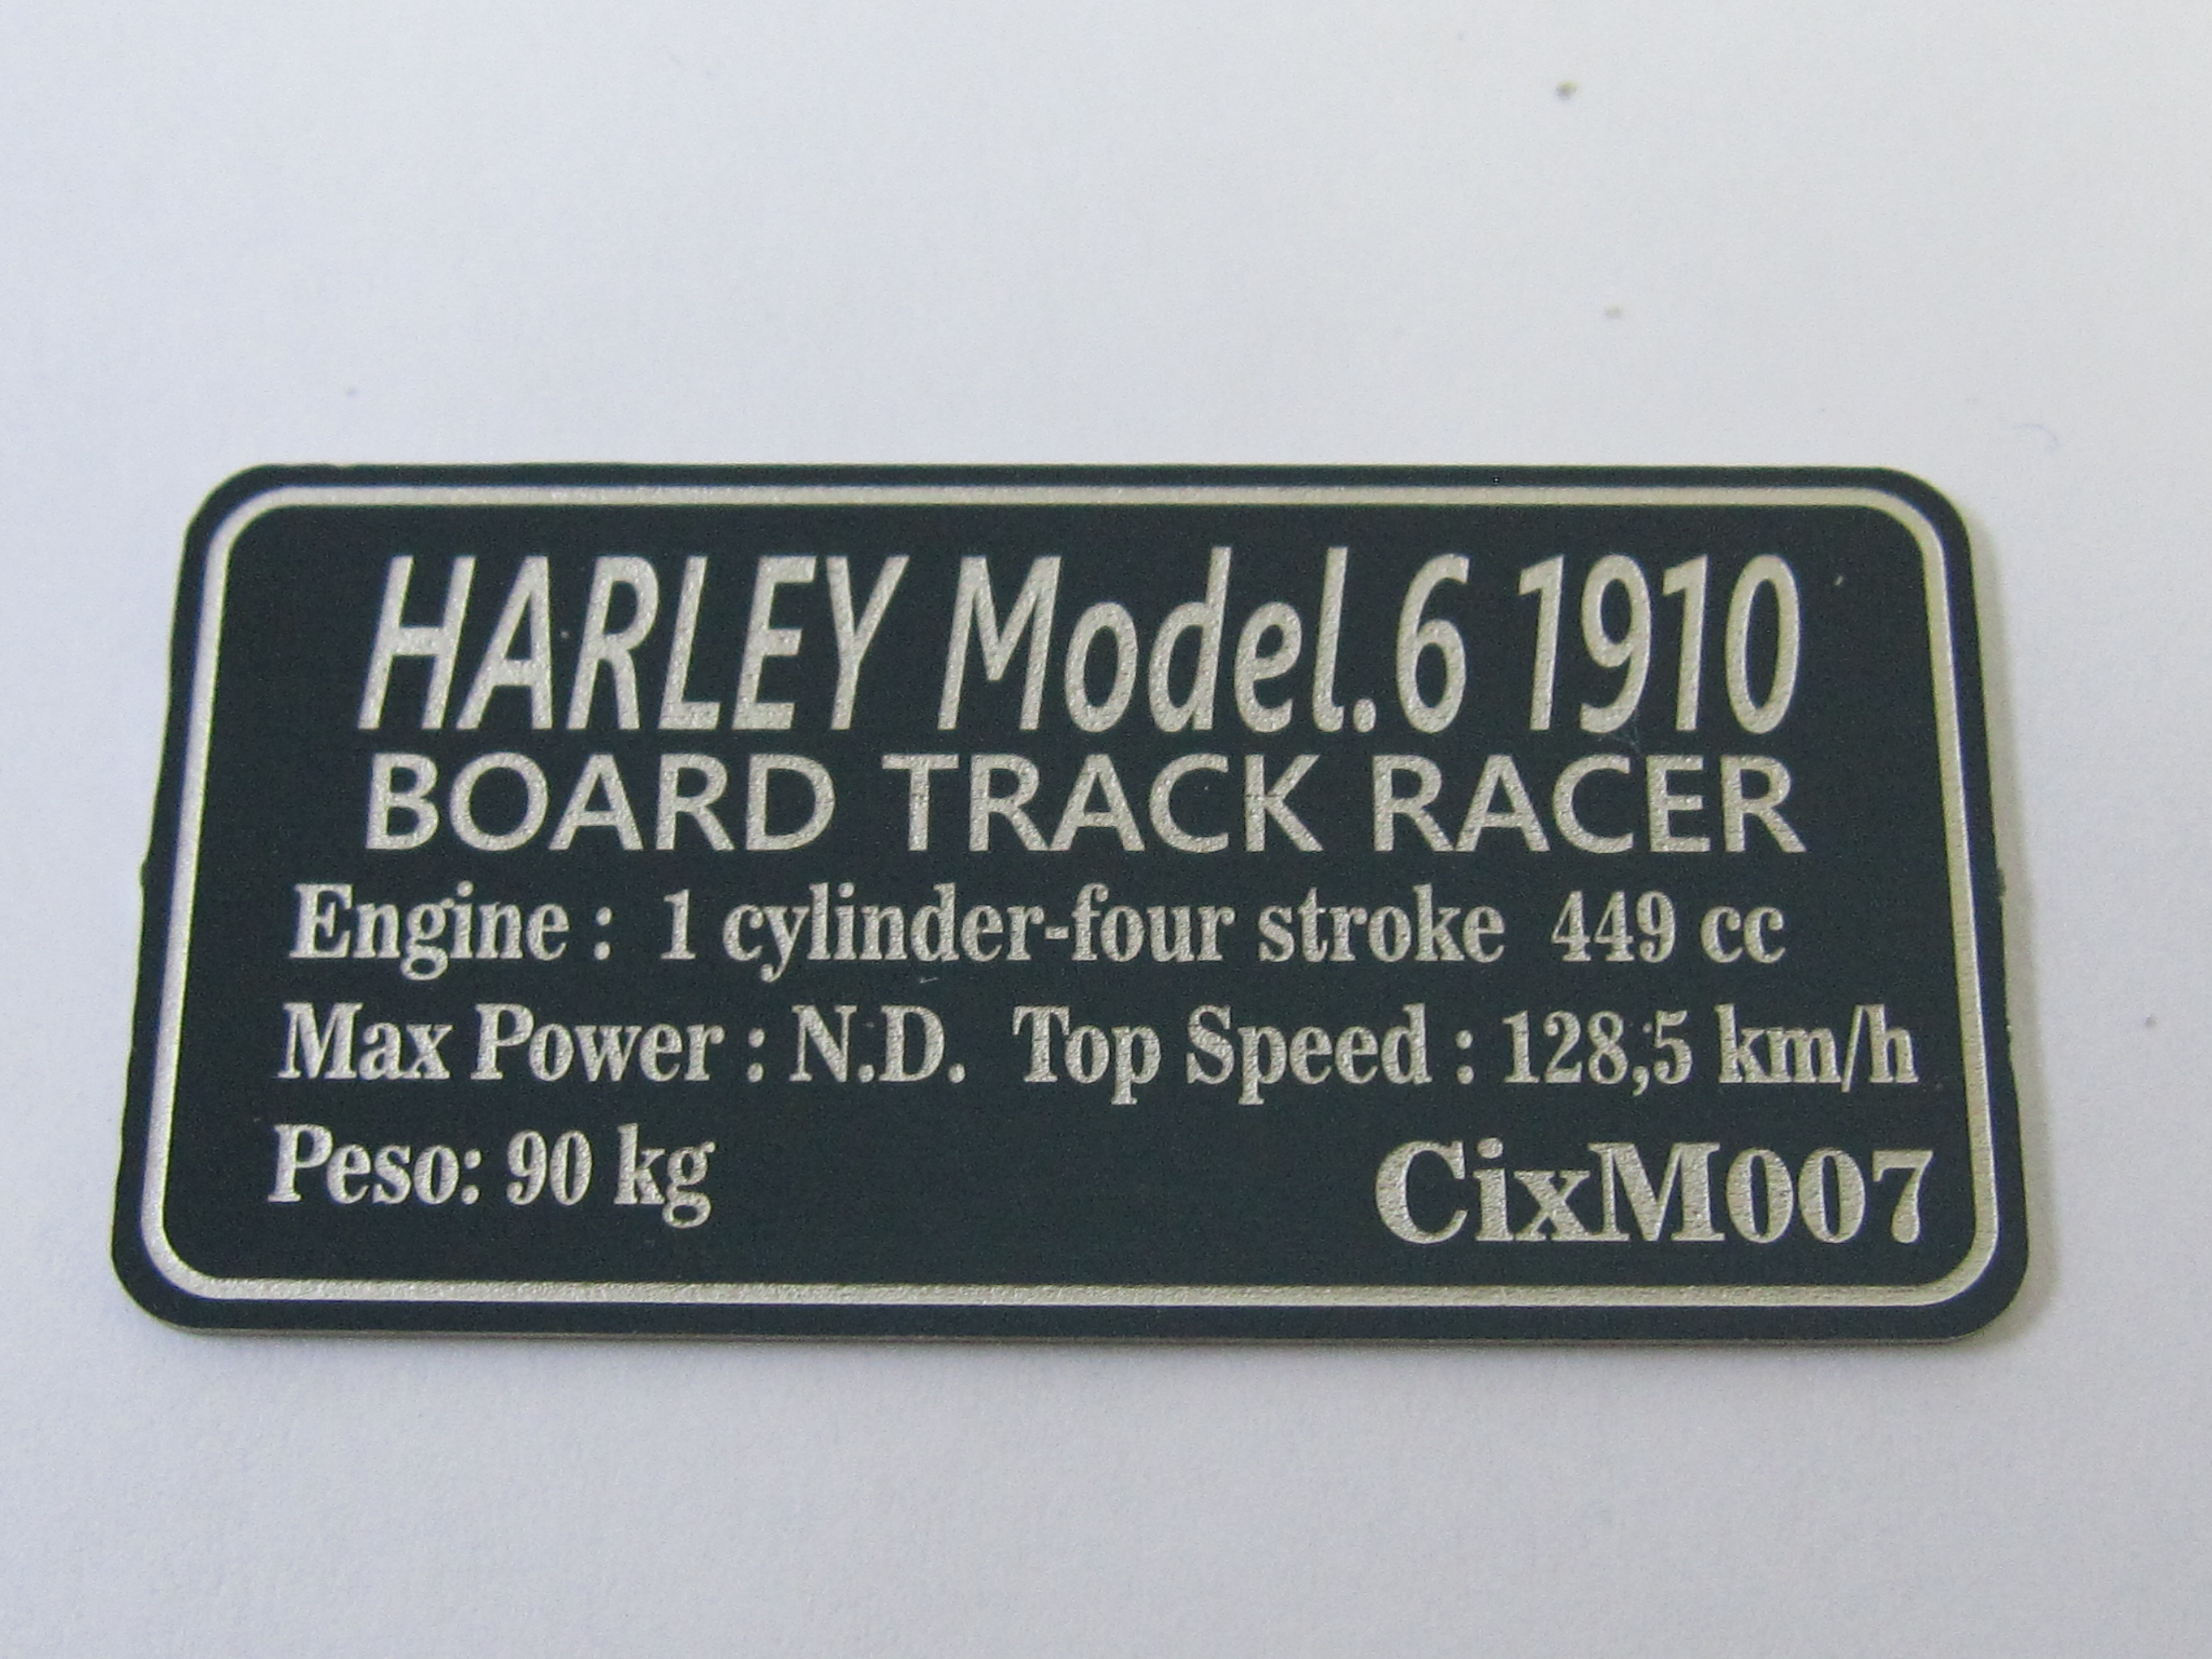 HARLEY Model.6 1910
BOARD TRACK RACER
Engine : 1 cylinder-four stroke 449 cc
Max Power : N.D. Top Speed : 128,5 km/h
Peso: 90 kg CixM007